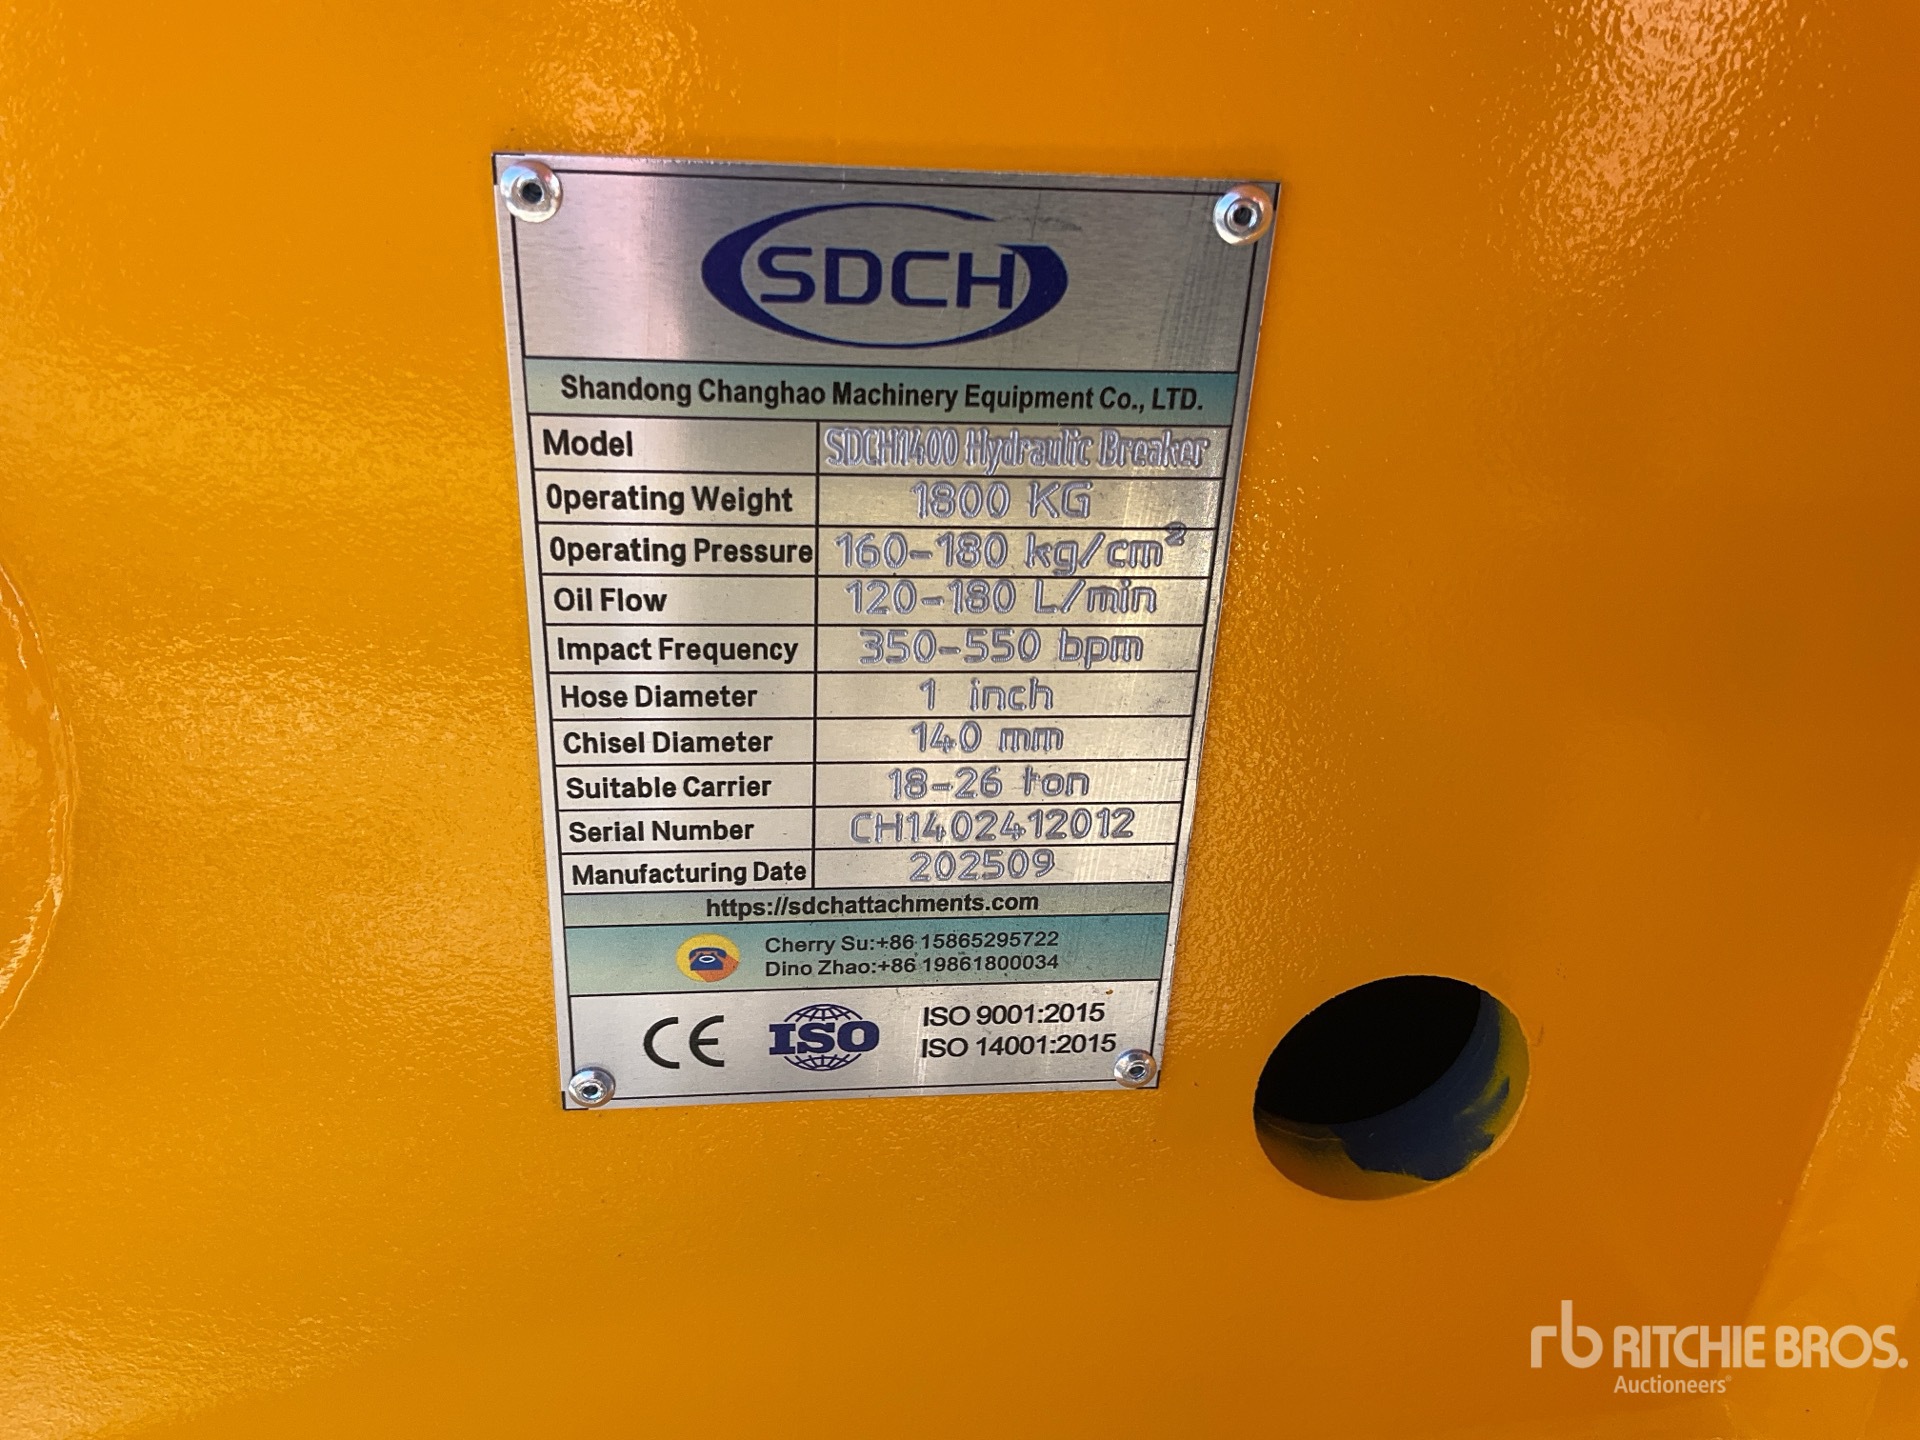 SDCH
Shandong Changhao Machinery Equipment Co., LTD.
Model SDCH1400 Hydraulic Breaker
Operating Weight 1800 KG
Operating Pressure 160-180 kg/cm²
Oil Flow 120-180 L/min
Impact Frequency 350-550 bpm
Hose Diameter 1 inch
Chisel Diameter 140 mm
Suitable Carrier 18-26 ton
Serial Number CH1402412012
Manufacturing Date 202509
https://sdchattachments.com
Cherry Su:+86 15865295722
Dino Zhao:+86 19861800034
CE ISO ISO 9001:2015
ISO 14001:2015
rb RITCHIE BROS.
Auctioneers®